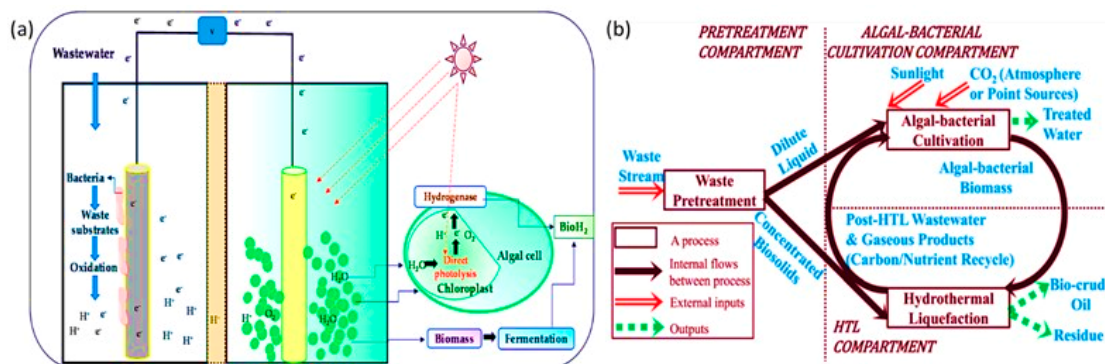 (a)
e⁻ e⁻ e⁻ e⁻
v
Wastewater
e⁻
e⁻
e⁻
e⁻
e⁻
e⁻
Bacteria
Waste
substrates
Oxidation
e⁻
e⁻
e⁻
e⁻
H⁺ H⁺
H⁺ H⁺
H⁺ e⁻ e⁻
H⁺
H⁺
H⁺
O₂
H₂O
H₂O
Hydrogenase
e⁻
H⁺ e⁻ O₂
H₂O
Direct
photolysis
Chloroplast
Algal cell
BioH₂
Biomass
Fermentation
(b)
PRETREATMENT
COMPARTMENT
ALGAL-BACTERIAL
CULTIVATION COMPARTMENT
Sunlight
CO₂ (Atmosphere
or Point Sources)
Algal-bacterial
Cultivation
Treated
Water
Dilute
Liquid
Waste
Stream
Waste
Pretreatment
Algal-bacterial
Biomass
Concentrated
Biosolids
Post-HTL Wastewater
& Gaseous Products
(Carbon/Nutrient Recycle)
Hydrothermal
Liquefaction
Bio-crud
Oil
Residue
HTL
COMPARTMENT
A process
Internal flows
between process
External inputs
Outputs